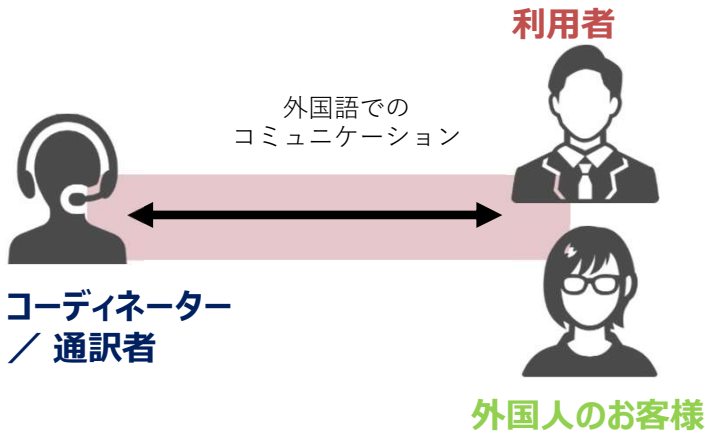 利用者
外国語での
コミュニケーション
コーディネーター
／ 通訳者
外国人のお客様